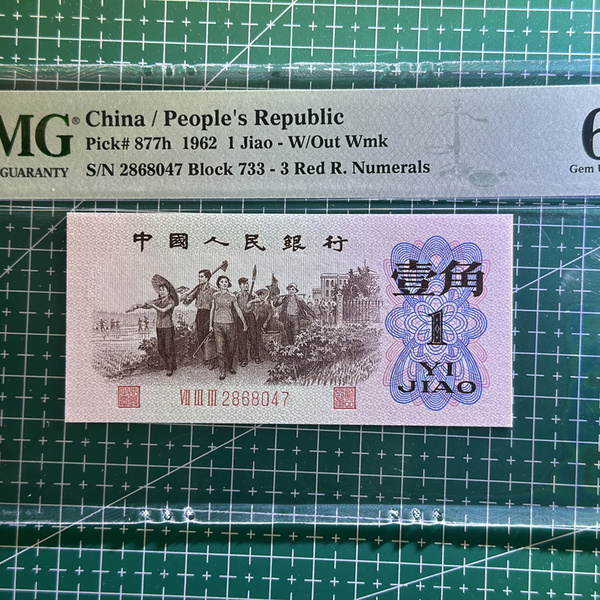 MG® China / People's Republic
Pick# 877h 1962 1 Jiao - W/Out Wmk
GUARANTY S/N 2868047 Block 733 - 3 Red R. Numerals
6
Gem
中國人民銀行
壹角
1
YI
JIAO
VII III III 2868047